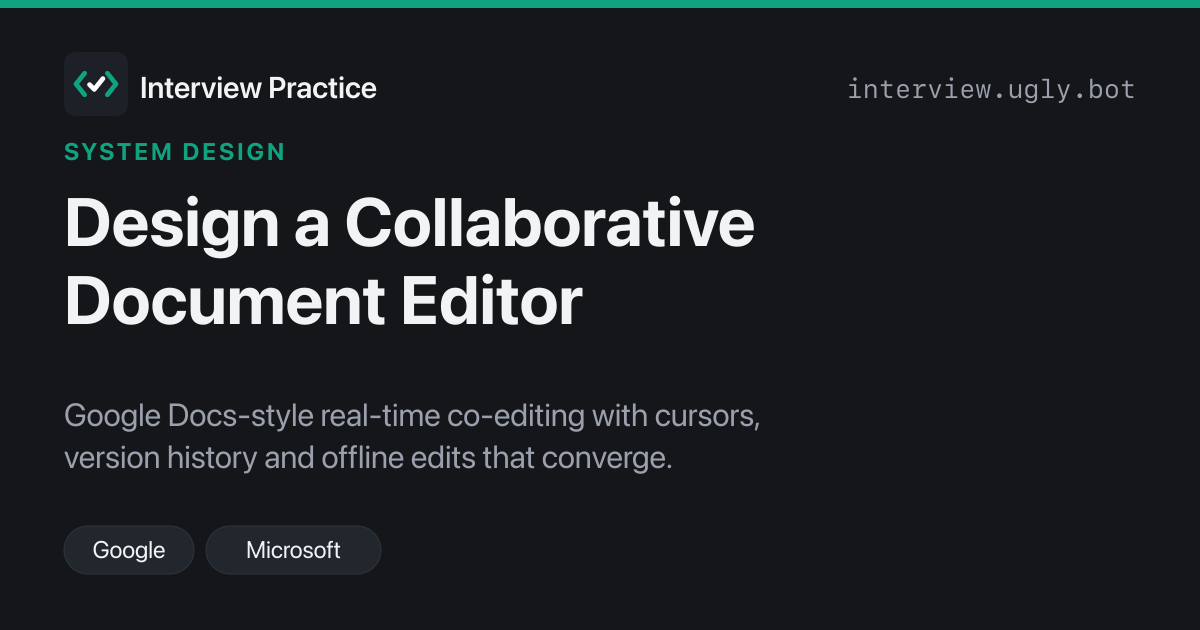 Interview Practice
interview.ugly.bot
SYSTEM DESIGN
Design a Collaborative
Document Editor
Google Docs-style real-time co-editing with cursors,
version history and offline edits that converge.
Google
Microsoft